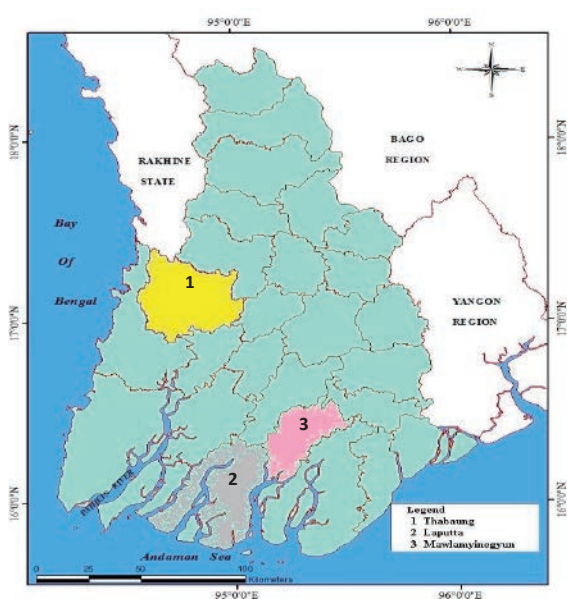 95°0'0"E
96°0'0"E
N
W
E
S
18°0'0"N
18°0'0"N
RAKHINE
STATE
BAGO
REGION
Bay
Of
Bengal
1
YANGON
REGION
17°0'0"N
17°0'0"N
3
2
16°0'0"N
16°0'0"N
RIVER
Legend
1 Thabaung
2 Laputta
3 Mawlamyinegyun
Andaman Sea
0
50
100
Kilometers
95°0'0"E
96°0'0"E